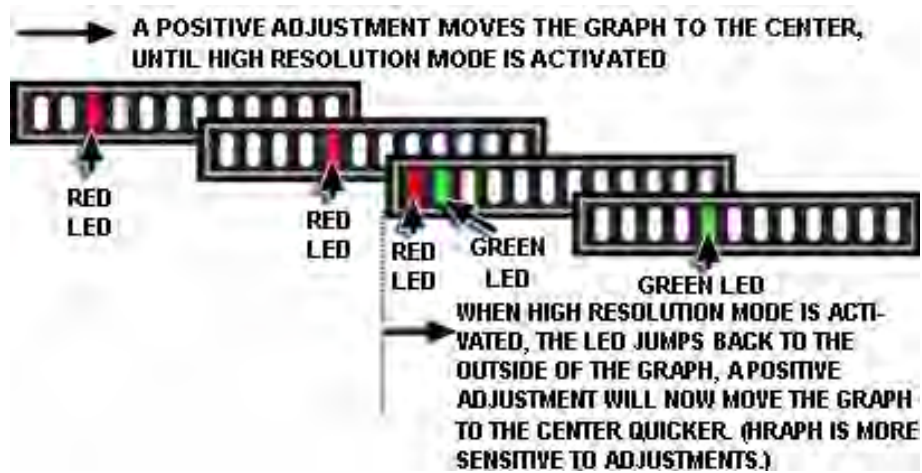 A POSITIVE ADJUSTMENT MOVES THE GRAPH TO THE CENTER,
UNTIL HIGH RESOLUTION MODE IS ACTIVATED
RED
LED
RED
LED
RED
LED
GREEN
LED
GREEN LED
WHEN HIGH RESOLUTION MODE IS ACTI-
VATED, THE LED JUMPS BACK TO THE
OUTSIDE OF THE GRAPH, A POSITIVE
ADJUSTMENT WILL NOW MOVE THE GRAPH
TO THE CENTER QUICKER. (HRAPH IS MORE
SENSITIVE TO ADJUSTMENTS.)